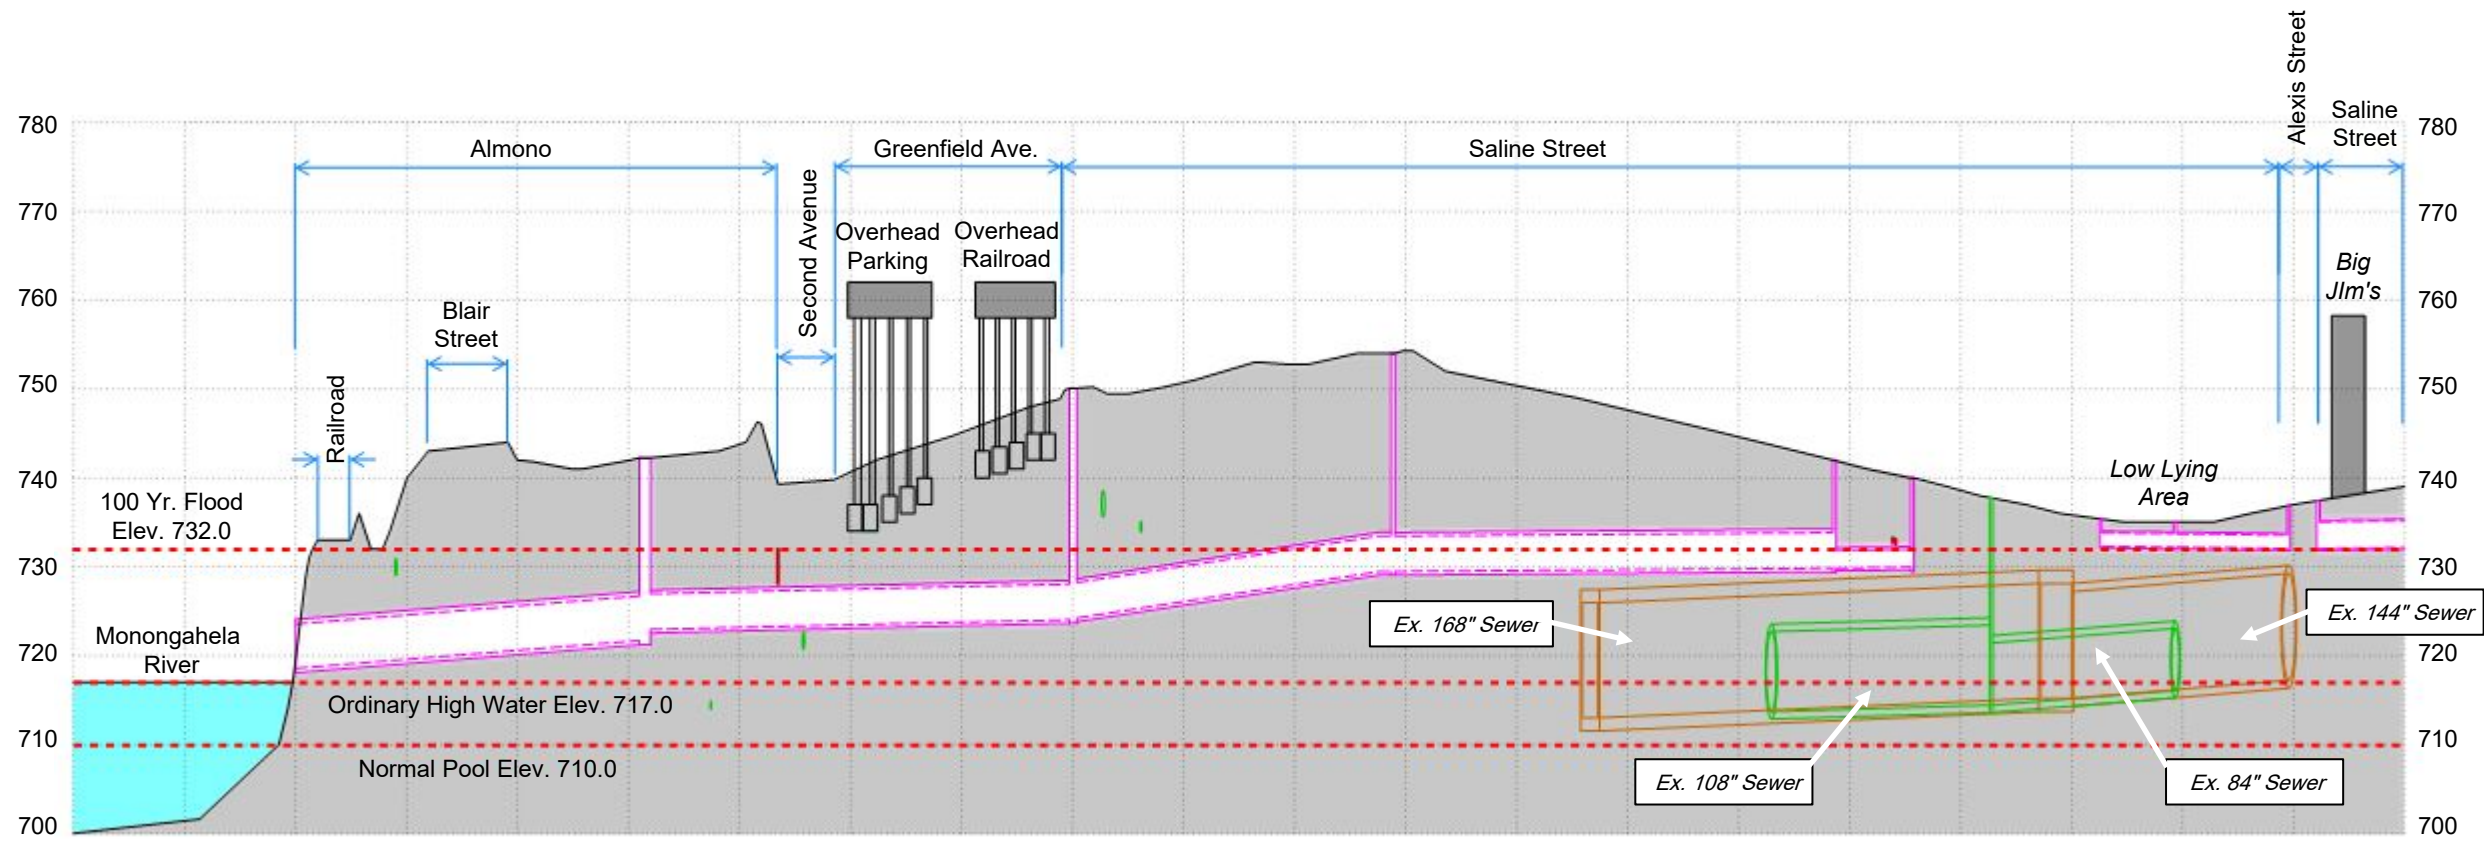 Alexis Street
Saline
Street
780
780
Almono
Greenfield Ave.
Saline Street
Second Avenue
770
770
Overhead
Parking
Overhead
Railroad
Big
JIm's
760
760
Blair
Street
Railroad
750
750
740
740
Low Lying
Area
100 Yr. Flood
Elev. 732.0
730
730
Ex. 168" Sewer
Ex. 144" Sewer
Monongahela
River
720
720
Ordinary High Water Elev. 717.0
710
710
Normal Pool Elev. 710.0
Ex. 108" Sewer
Ex. 84" Sewer
700
700